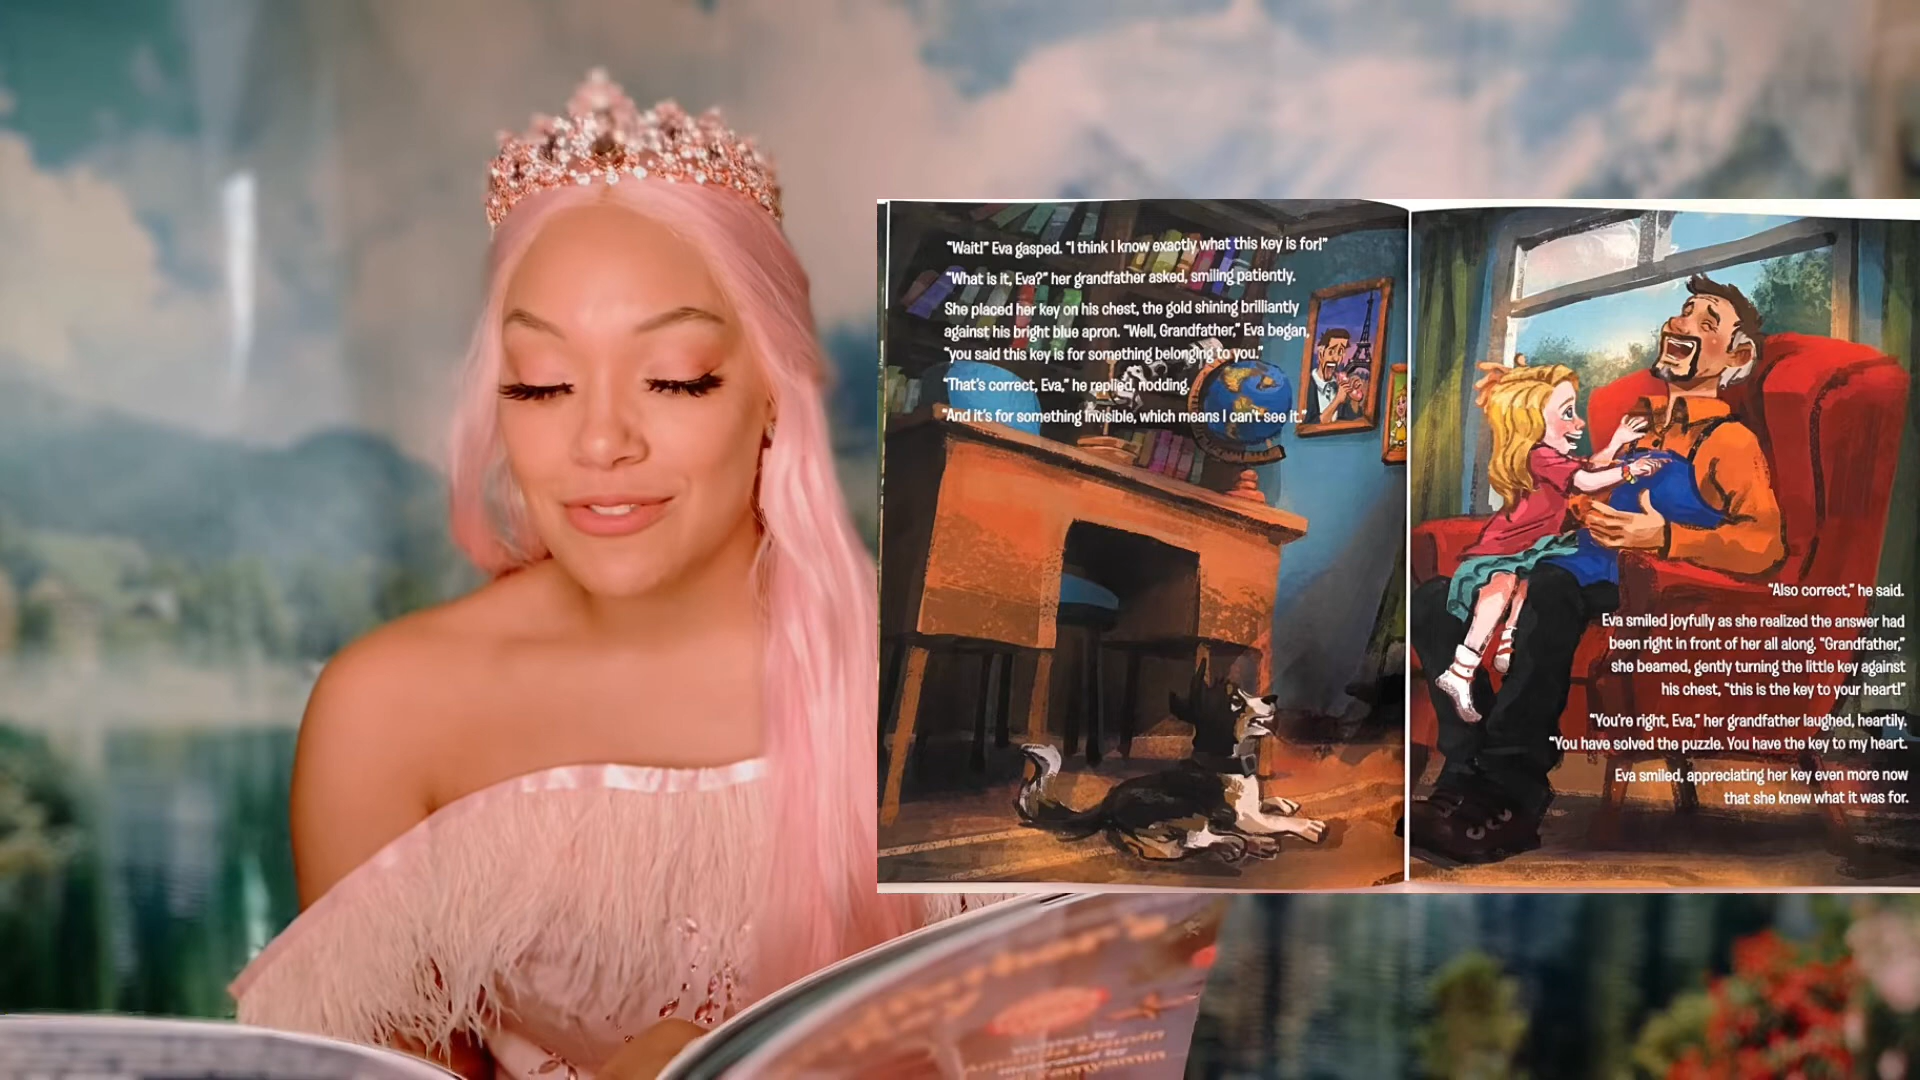 “Wait!” Eva gasped. “I think I know exactly what this key is for!”
“What is it, Eva?” her grandfather asked, smiling patiently.
She placed her key on his chest, the gold shining brilliantly
against his bright blue apron. “Well, Grandfather,” Eva began,
“you said this key is for something belonging to you.”
“That’s correct, Eva,” he replied, nodding.
“And it’s for something invisible, which means I can’t see it.”
“Also correct,” he said.
Eva smiled joyfully as she realized the answer had
been right in front of her all along. “Grandfather,”
she beamed, gently turning the little key against
his chest, “this is the key to your heart!”
“You’re right, Eva,” her grandfather laughed, heartily.
“You have solved the puzzle. You have the key to my heart.
Eva smiled, appreciating her key even more now
that she knew what it was for.